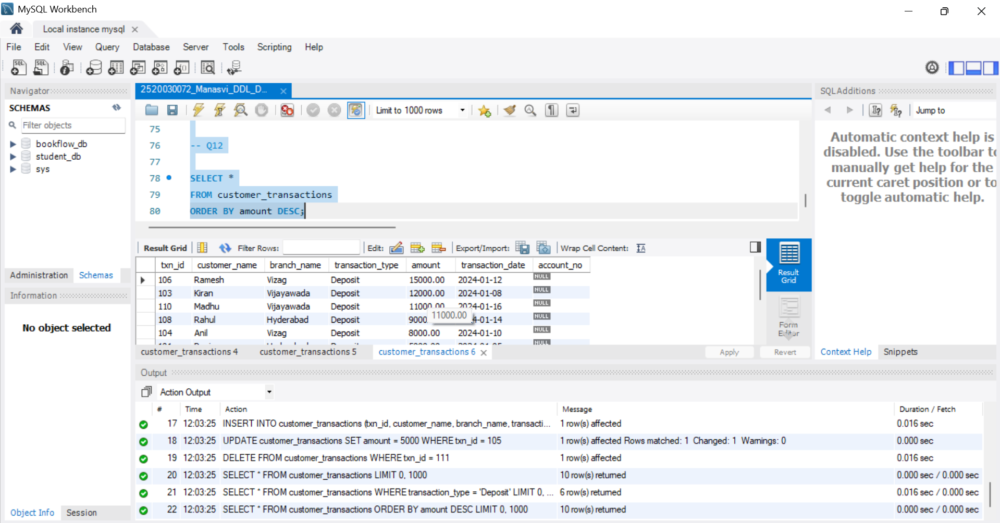 MySQL Workbench
Local instance mysql
File Edit View Query Database Server Tools Scripting Help
Navigator
SCHEMAS
Filter objects
bookflow_db
student_db
sys
Administration Schemas
Information
No object selected
Object Info Session
2520030072_Manasvi_DDL_D...
Limit to 1000 rows
75
76 -- Q12
77
78 SELECT *
79 FROM customer_transactions
80 ORDER BY amount DESC;
Result Grid Filter Rows: Edit: Export/Import: Wrap Cell Content:
txn_id customer_name branch_name transaction_type amount transaction_date account_no
106 Ramesh Vizag Deposit 15000.00 2024-01-12 NULL
103 Kiran Vijayawada Deposit 12000.00 2024-01-08 NULL
110 Madhu Vijayawada Deposit 11000.00 2024-01-16 NULL
11000.00
108 Rahul Hyderabad Deposit 9000. 4-01-14 NULL
104 Anil Vizag Deposit 8000.00 2024-01-10 NULL
NULL
Result Grid
Form Editor
customer_transactions 4 customer_transactions 5 customer_transactions 6
Apply Revert
SQLAdditions
Jump to
Automatic context help is
disabled. Use the toolbar to
manually get help for the
current caret position or to
toggle automatic help.
Context Help Snippets
Output
Action Output
# Time Action Message Duration / Fetch
17 12:03:25 INSERT INTO customer_transactions (txn_id, customer_name, branch_name, transacti... 1 row(s) affected 0.016 sec
18 12:03:25 UPDATE customer_transactions SET amount = 5000 WHERE txn_id = 105 1 row(s) affected Rows matched: 1 Changed: 1 Warnings: 0 0.000 sec
19 12:03:25 DELETE FROM customer_transactions WHERE txn_id = 111 1 row(s) affected 0.016 sec
20 12:03:25 SELECT * FROM customer_transactions LIMIT 0, 1000 10 row(s) returned 0.000 sec / 0.000 sec
21 12:03:25 SELECT * FROM customer_transactions WHERE transaction_type = 'Deposit' LIMIT 0, ... 6 row(s) returned 0.016 sec / 0.000 sec
22 12:03:25 SELECT * FROM customer_transactions ORDER BY amount DESC LIMIT 0, 1000 10 row(s) returned 0.000 sec / 0.000 sec